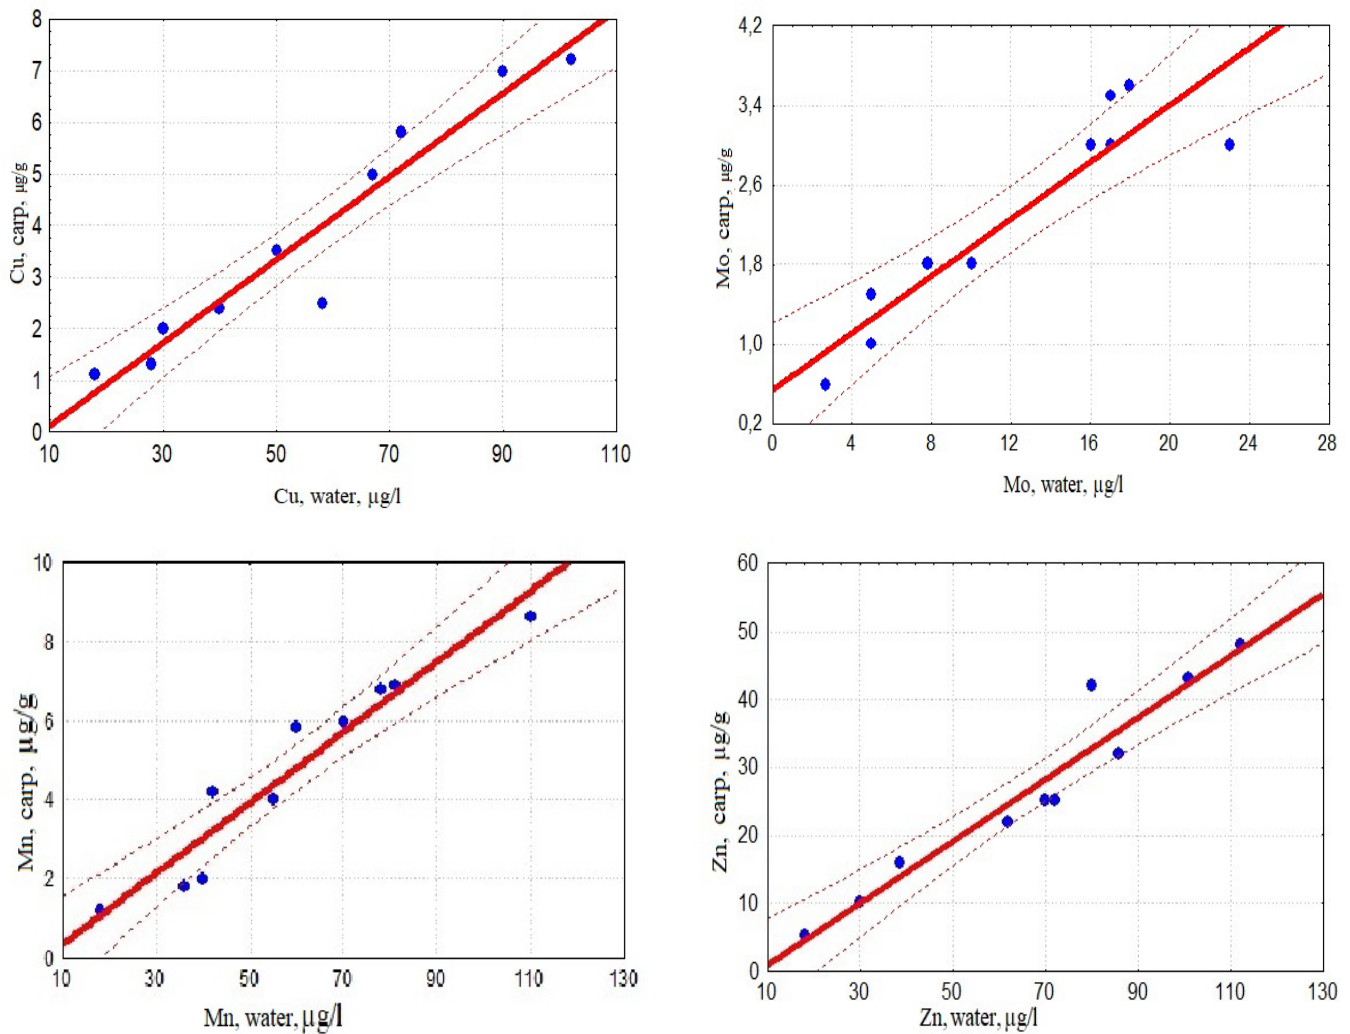 8
7
6
5
4
3
2
1
0
Cu, carp, µg/g
10 30 50 70 90 110
Cu, water, µg/l
4,2
3,4
2,6
1,8
1,0
0,2
Mo, carp, µg/g
0 4 8 12 16 20 24 28
Mo, water, µg/l
10
8
6
4
2
0
Mn, carp, µg/g
10 30 50 70 90 110 130
Mn, water, µg/l
60
50
40
30
20
10
0
Zn, carp, µg/g
10 30 50 70 90 110 130
Zn, water, µg/l